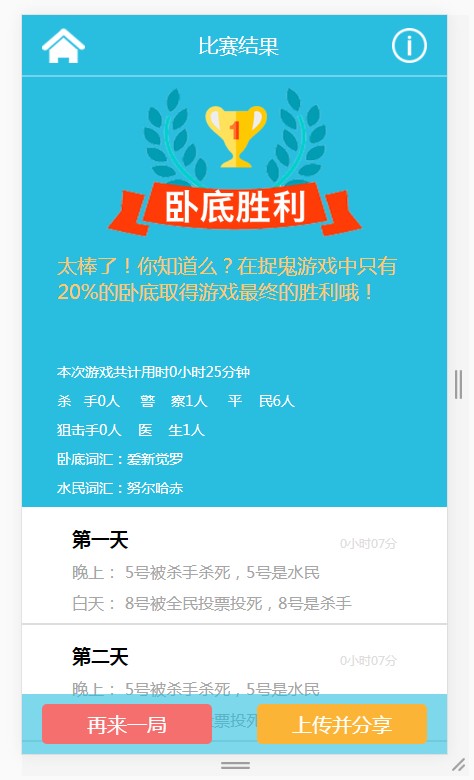 比赛结果
1
卧底胜利
太棒了！你知道么？在捉鬼游戏中只有
20%的卧底取得游戏最终的胜利哦！
本次游戏共计用时0小时25分钟
杀 手0人 警 察1人 平 民6人
狙击手0人 医 生1人
卧底词汇：爱新觉罗
水民词汇：努尔哈赤
第一天 0小时07分
晚上： 5号被杀手杀死，5号是水民
白天： 8号被全民投票投死，8号是杀手
第二天 0小时07分
晚上： 5号被杀手杀死，5号是水民
票投死
再来一局 上传并分享